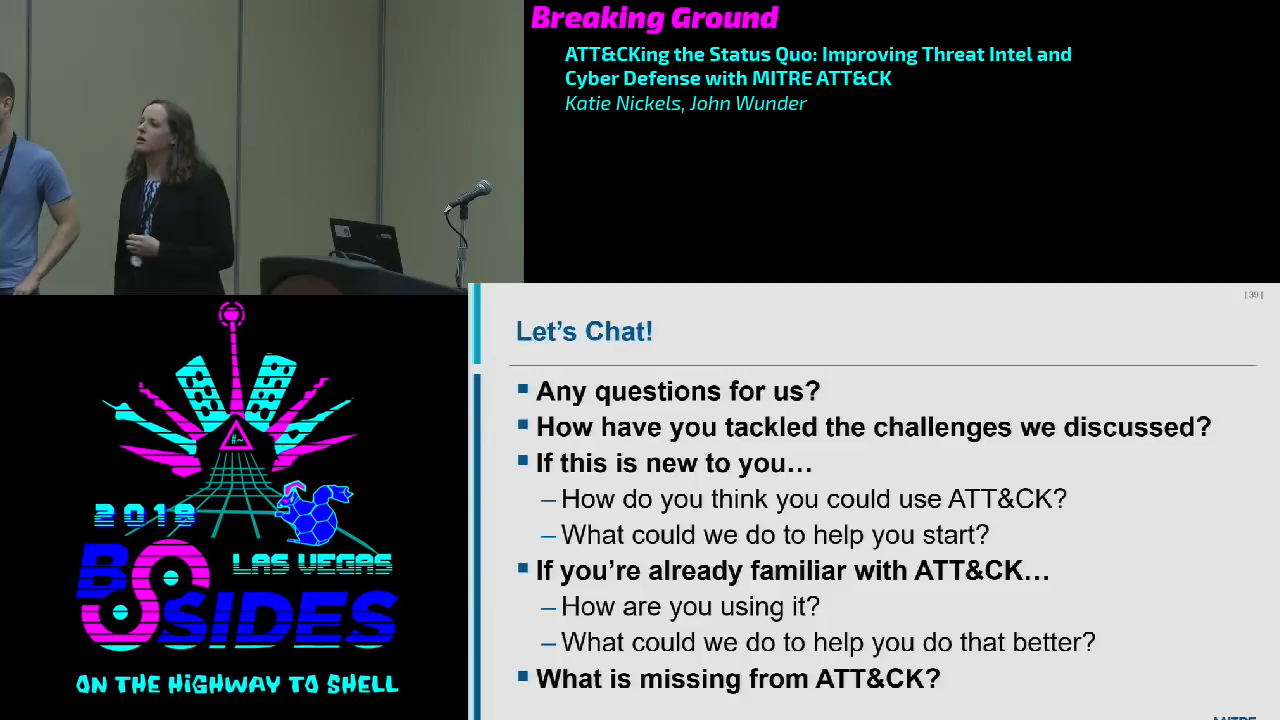 Breaking Ground
ATT&CKing the Status Quo: Improving Threat Intel and
Cyber Defense with MITRE ATT&CK
Katie Nickels, John Wunder
| 39 |
Let's Chat!
Any questions for us?
How have you tackled the challenges we discussed?
If this is new to you…
–How do you think you could use ATT&CK?
–What could we do to help you start?
If you're already familiar with ATT&CK…
–How are you using it?
–What could we do to help you do that better?
What is missing from ATT&CK?
MITRE
#~
2018
LAS VEGAS
BSIDES
ON THE HIGHWAY TO SHELL